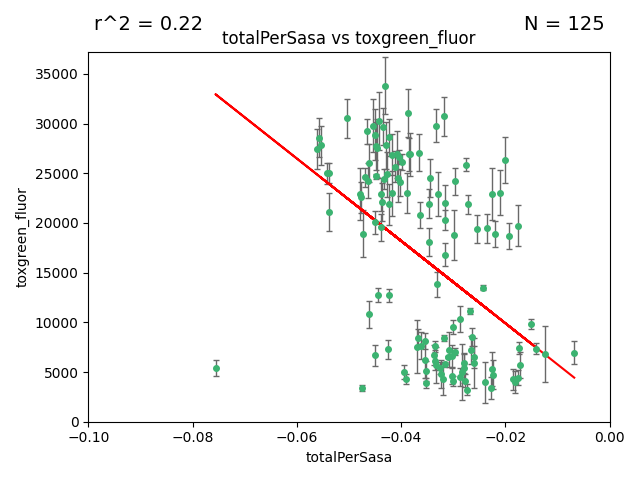 r^2 = 0.22
N = 125
totalPerSasa vs toxgreen_fluor
35000
30000
25000
20000
15000
10000
5000
0
toxgreen_fluor
−0.10
−0.08
−0.06
−0.04
−0.02
0.00
totalPerSasa